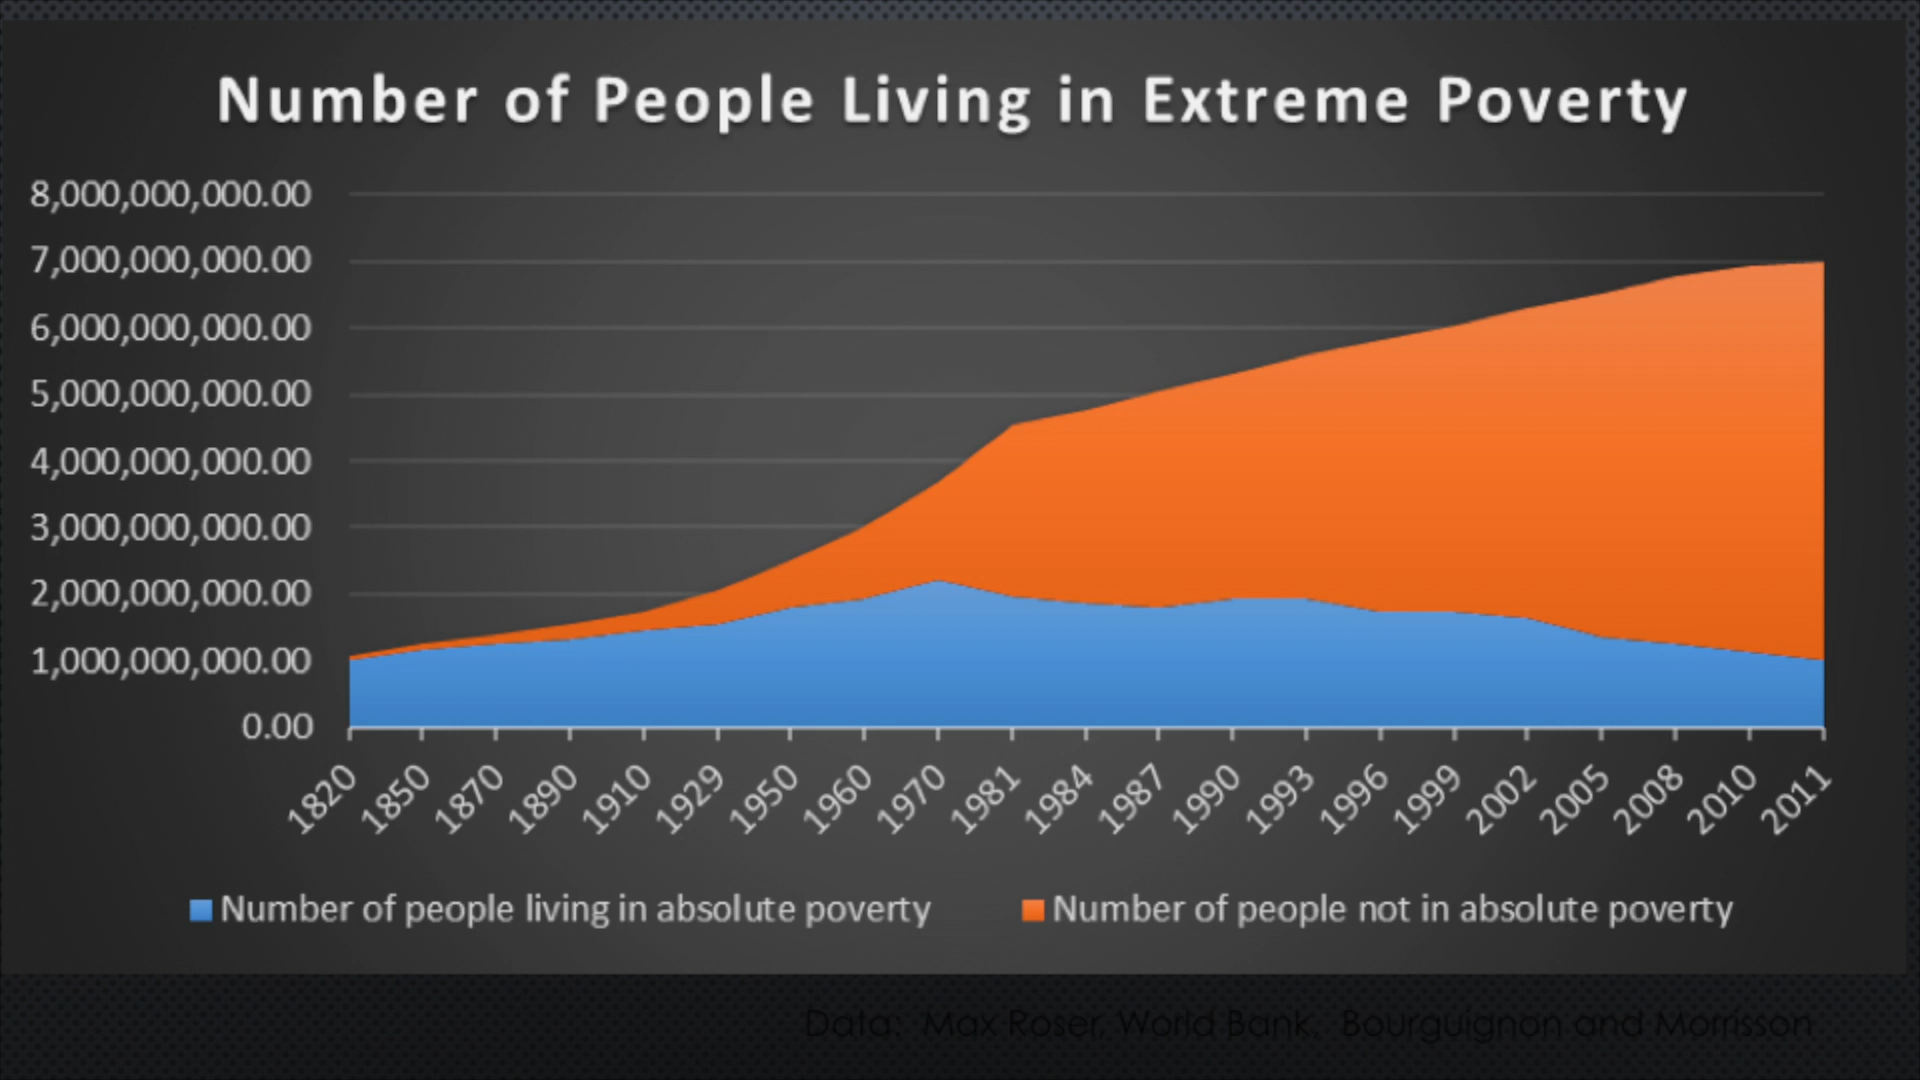 Number of People Living in Extreme Poverty
8,000,000,000.00
7,000,000,000.00
6,000,000,000.00
5,000,000,000.00
4,000,000,000.00
3,000,000,000.00
2,000,000,000.00
1,000,000,000.00
0.00
1820 1850 1870 1890 1910 1929 1950 1960 1970 1981 1984 1987 1990 1993 1996 1999 2002 2005 2008 2010 2011
Number of people living in absolute poverty Number of people not in absolute poverty
Data: Max Roser, World Bank, Bourguignon and Morrisson